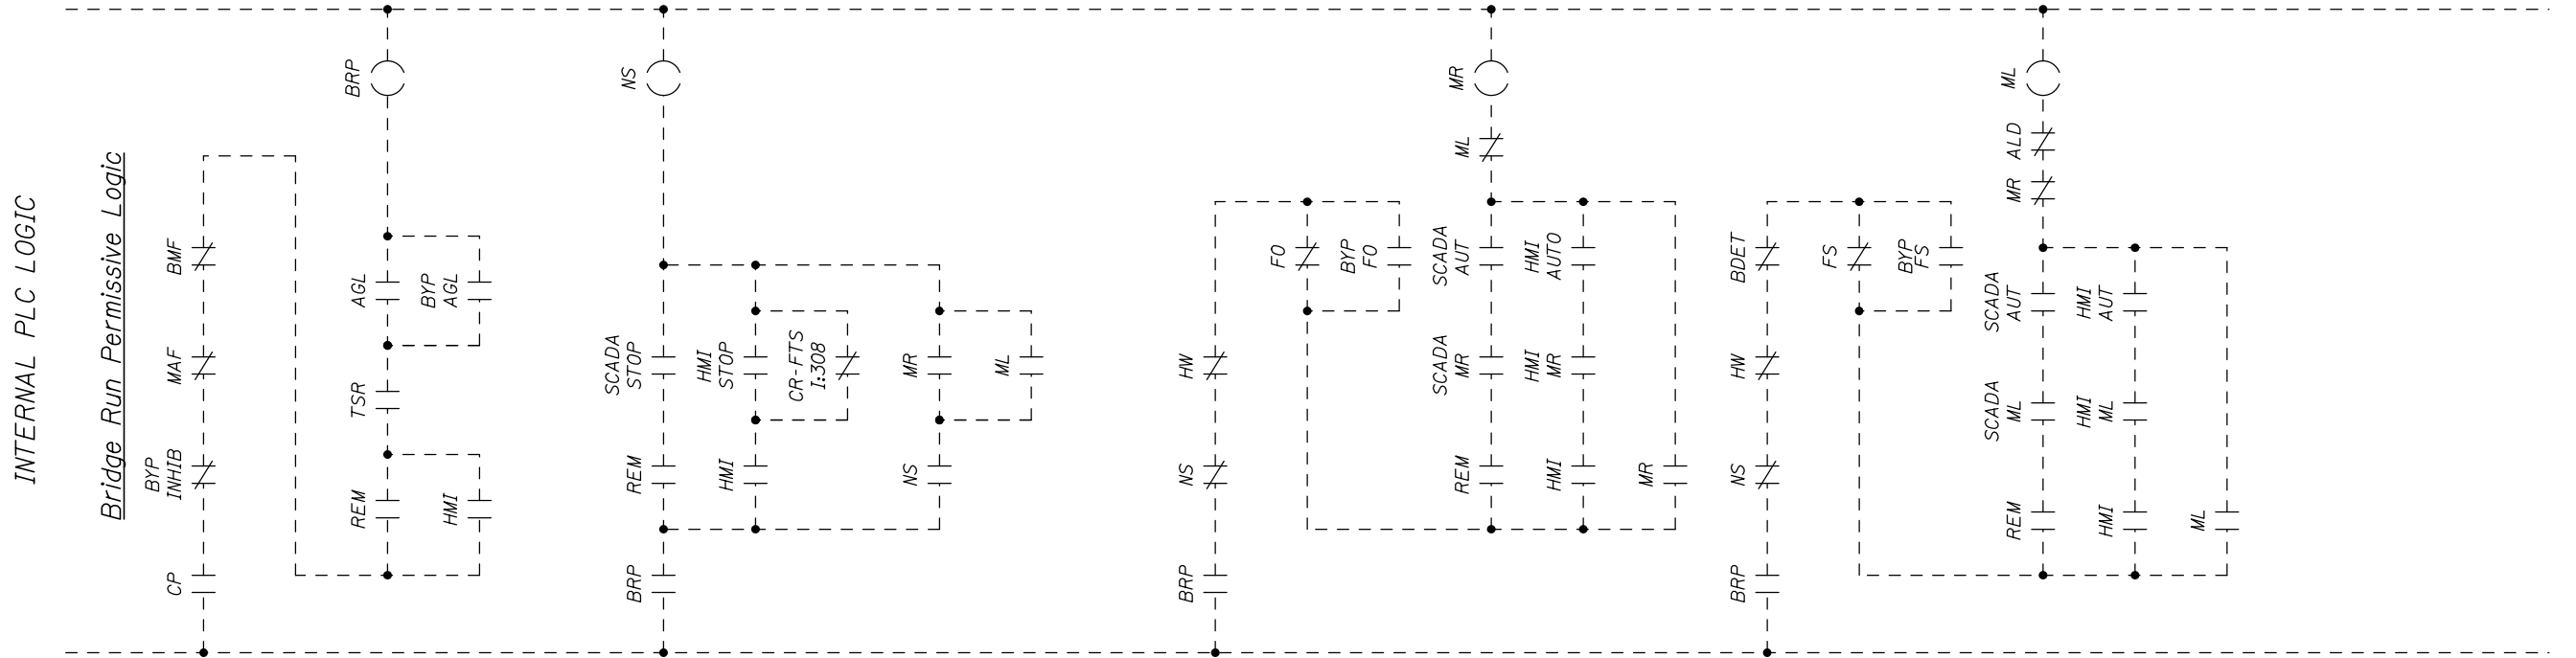 INTERNAL PLC LOGIC
Bridge Run Permissive Logic
CP
BYP
INHIB
MAF
BMF
REM
HMI
TSR
AGL
BYP
AGL
BRP
BRP
REM
HMI
NS
SCADA
STOP
HMI
STOP
CR-FTS
I:308
MR
ML
NS
BRP
NS
HW
FO
BYP
FO
REM
HMI
MR
SCADA
MR
HMI
MR
SCADA
AUT
HMI
AUTO
ML
MR
BRP
NS
HW
BDET
FS
BYP
FS
REM
HMI
ML
SCADA
ML
HMI
ML
SCADA
AUT
HMI
AUT
MR
ALD
ML